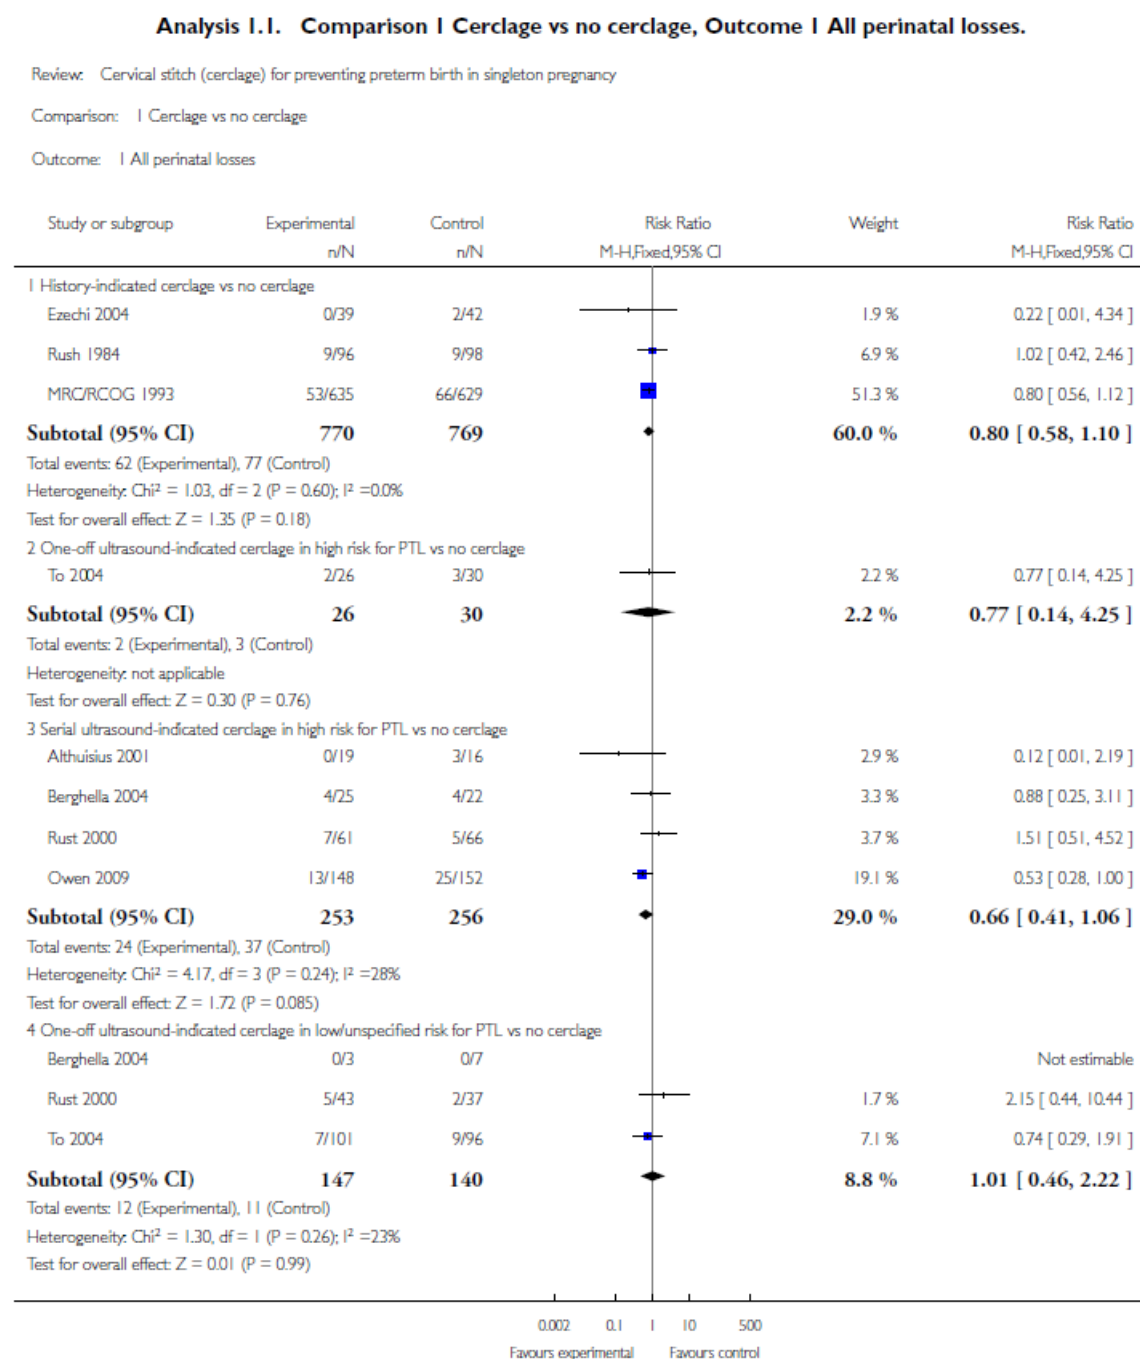 Analysis 1.1. Comparison 1 Cerclage vs no cerclage, Outcome 1 All perinatal losses.
Review: Cervical stitch (cerclage) for preventing preterm birth in singleton pregnancy
Comparison: 1 Cerclage vs no cerclage
Outcome: 1 All perinatal losses
Study or subgroup Experimental Control Risk Ratio Weight Risk Ratio
n/N n/N M-H,Fixed,95% CI M-H,Fixed,95% CI
1 History-indicated cerclage vs no cerclage
Ezechi 2004 0/39 2/42 1.9 % 0.22 [ 0.01, 4.34 ]
Rush 1984 9/96 9/98 6.9 % 1.02 [ 0.42, 2.46 ]
MRC/RCOG 1993 53/635 66/629 51.3 % 0.80 [ 0.56, 1.12 ]
Subtotal (95% CI) 770 769 60.0 % 0.80 [ 0.58, 1.10 ]
Total events: 62 (Experimental), 77 (Control)
Heterogeneity: Chi² = 1.03, df = 2 (P = 0.60); I² =0.0%
Test for overall effect: Z = 1.35 (P = 0.18)
2 One-off ultrasound-indicated cerclage in high risk for PTL vs no cerclage
To 2004 2/26 3/30 2.2 % 0.77 [ 0.14, 4.25 ]
Subtotal (95% CI) 26 30 2.2 % 0.77 [ 0.14, 4.25 ]
Total events: 2 (Experimental), 3 (Control)
Heterogeneity: not applicable
Test for overall effect: Z = 0.30 (P = 0.76)
3 Serial ultrasound-indicated cerclage in high risk for PTL vs no cerclage
Althuisius 2001 0/19 3/16 2.9 % 0.12 [ 0.01, 2.19 ]
Berghella 2004 4/25 4/22 3.3 % 0.88 [ 0.25, 3.11 ]
Rust 2000 7/61 5/66 3.7 % 1.51 [ 0.51, 4.52 ]
Owen 2009 13/148 25/152 19.1 % 0.53 [ 0.28, 1.00 ]
Subtotal (95% CI) 253 256 29.0 % 0.66 [ 0.41, 1.06 ]
Total events: 24 (Experimental), 37 (Control)
Heterogeneity: Chi² = 4.17, df = 3 (P = 0.24); I² =28%
Test for overall effect: Z = 1.72 (P = 0.085)
4 One-off ultrasound-indicated cerclage in low/unspecified risk for PTL vs no cerclage
Berghella 2004 0/3 0/7 Not estimable
Rust 2000 5/43 2/37 1.7 % 2.15 [ 0.44, 10.44 ]
To 2004 7/101 9/96 7.1 % 0.74 [ 0.29, 1.91 ]
Subtotal (95% CI) 147 140 8.8 % 1.01 [ 0.46, 2.22 ]
Total events: 12 (Experimental), 11 (Control)
Heterogeneity: Chi² = 1.30, df = 1 (P = 0.26); I² =23%
Test for overall effect: Z = 0.01 (P = 0.99)
0.002 0.1 1 10 500
Favours experimental Favours control